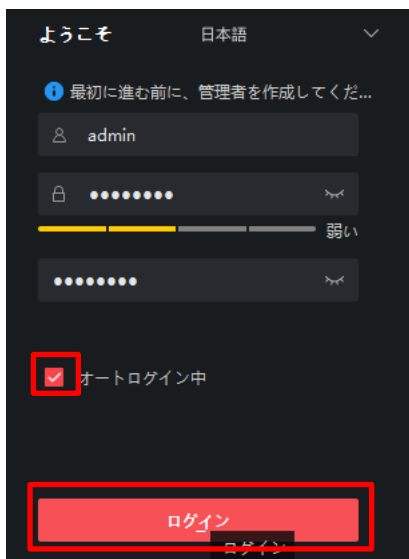 ようこそ 日本語
最初に進む前に、管理者を作成してくだ...
admin
●●●●●●●●
弱い
●●●●●●●●
オートログイン中
ログイン
ログイン